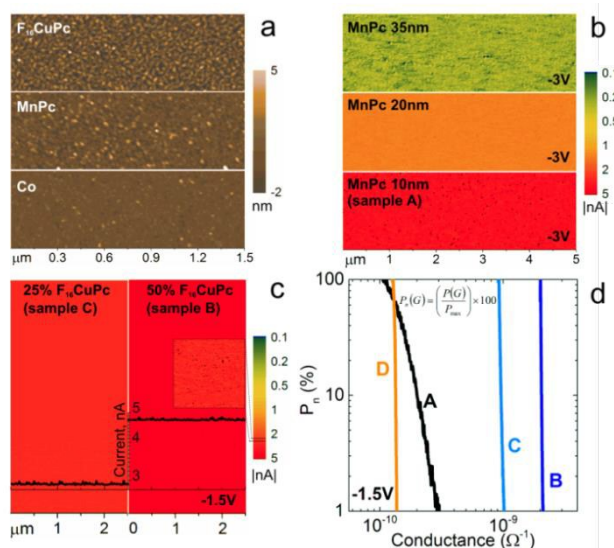 F₁₆CuPc
a
MnPc
Co
5
-2
nm
μm 0.3 0.6 0.9 1.2 1.5
MnPc 35nm
b
-3V
MnPc 20nm
-3V
MnPc 10nm
(sample A)
-3V
μm 1 2 3 4 5
0.1
0.2
0.5
1
2
5
|nA|
25% F₁₆CuPc
(sample C)
50% F₁₆CuPc
(sample B)
c
Current, nA
5
4
3
-1.5V
μm 1 2 0 1 2
0.1
0.2
0.5
1
2
5
|nA|
d
Pₙ(G) = (P(G)/Pmax) ×100
Pₙ (%)
100
10
1
D
A
C
B
-1.5V
10⁻¹⁰ 10⁻⁹
Conductance (Ω⁻¹)